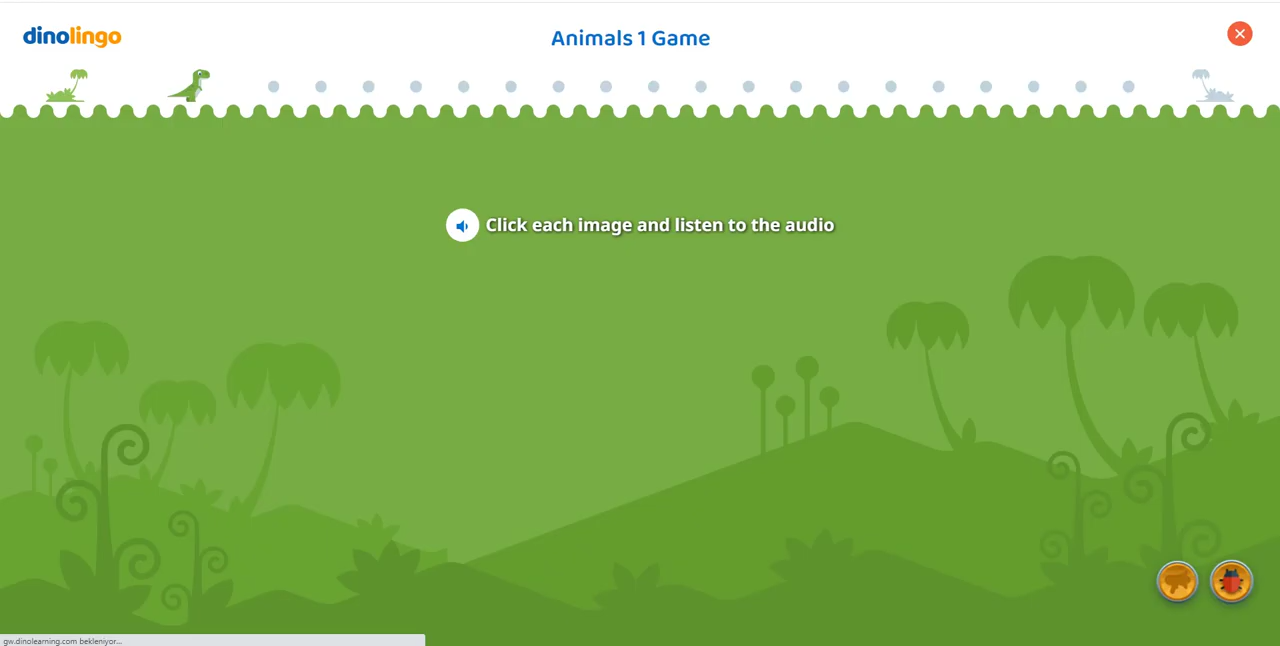 dinolingo
Animals 1 Game
Click each image and listen to the audio
gw.dinolearning.com bekleniyor...